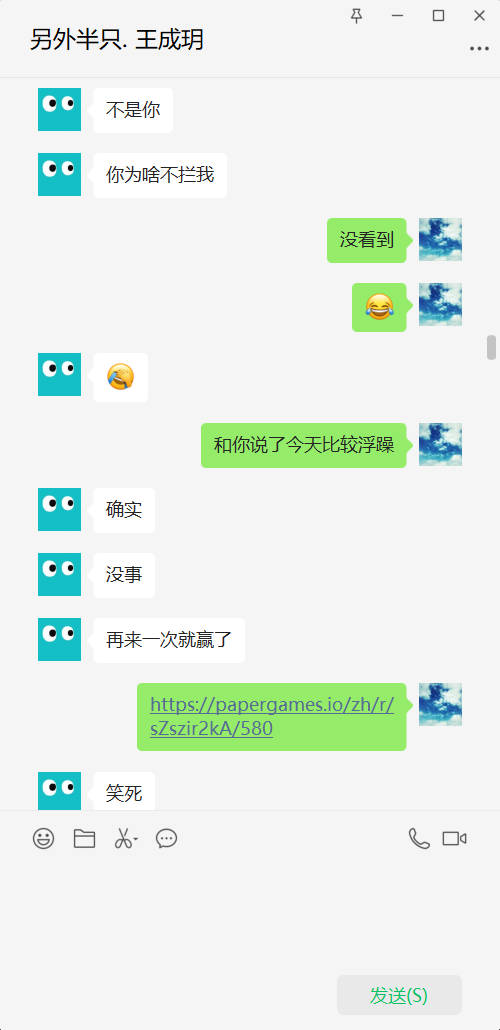 另外半只. 王成玥
不是你
你为啥不拦我
没看到
和你说了今天比较浮躁
确实
没事
再来一次就赢了
https://papergames.io/zh/r/
sZszir2kA/580
笑死
发送(S)